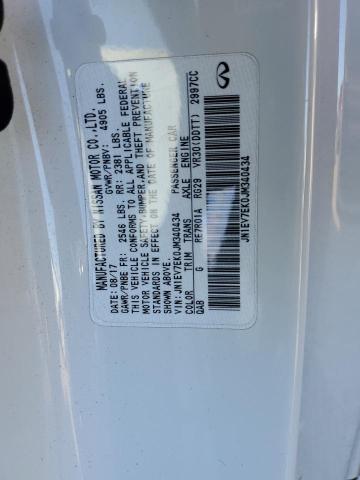 MANUFACTURED BY NISSAN MOTOR CO.,LTD.
08/17 GVWR/PNBV: 4905 LBS.
GAWR/PNBE FR: 2546 LBS. RR: 2381 LBS.
THIS VEHICLE CONFORMS TO ALL APPLICABLE FEDERAL
MOTOR VEHICLE SAFETY,BUMPER, AND THEFT PREVENTION
STANDARDS IN EFFECT ON THE DATE OF MANUFACTURE
SHOWN ABOVE.
VIN:JN1EV7EK0JM340434 PASSENGER CAR
COLOR TRIM TRANS AXLE ENGINE
QAB G RE7R01A RG29 VR30(DDTT) 2997CC
JN1EV7EK0JM340434